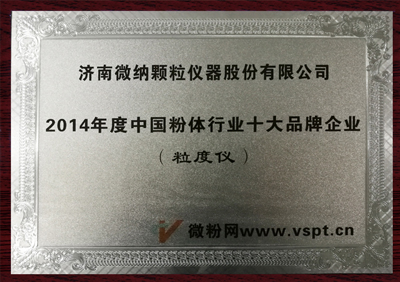 济南微纳颗粒仪器股份有限公司
2014年度中国粉体行业十大品牌企业
（粒度仪）
微粉网www.vspt.cn